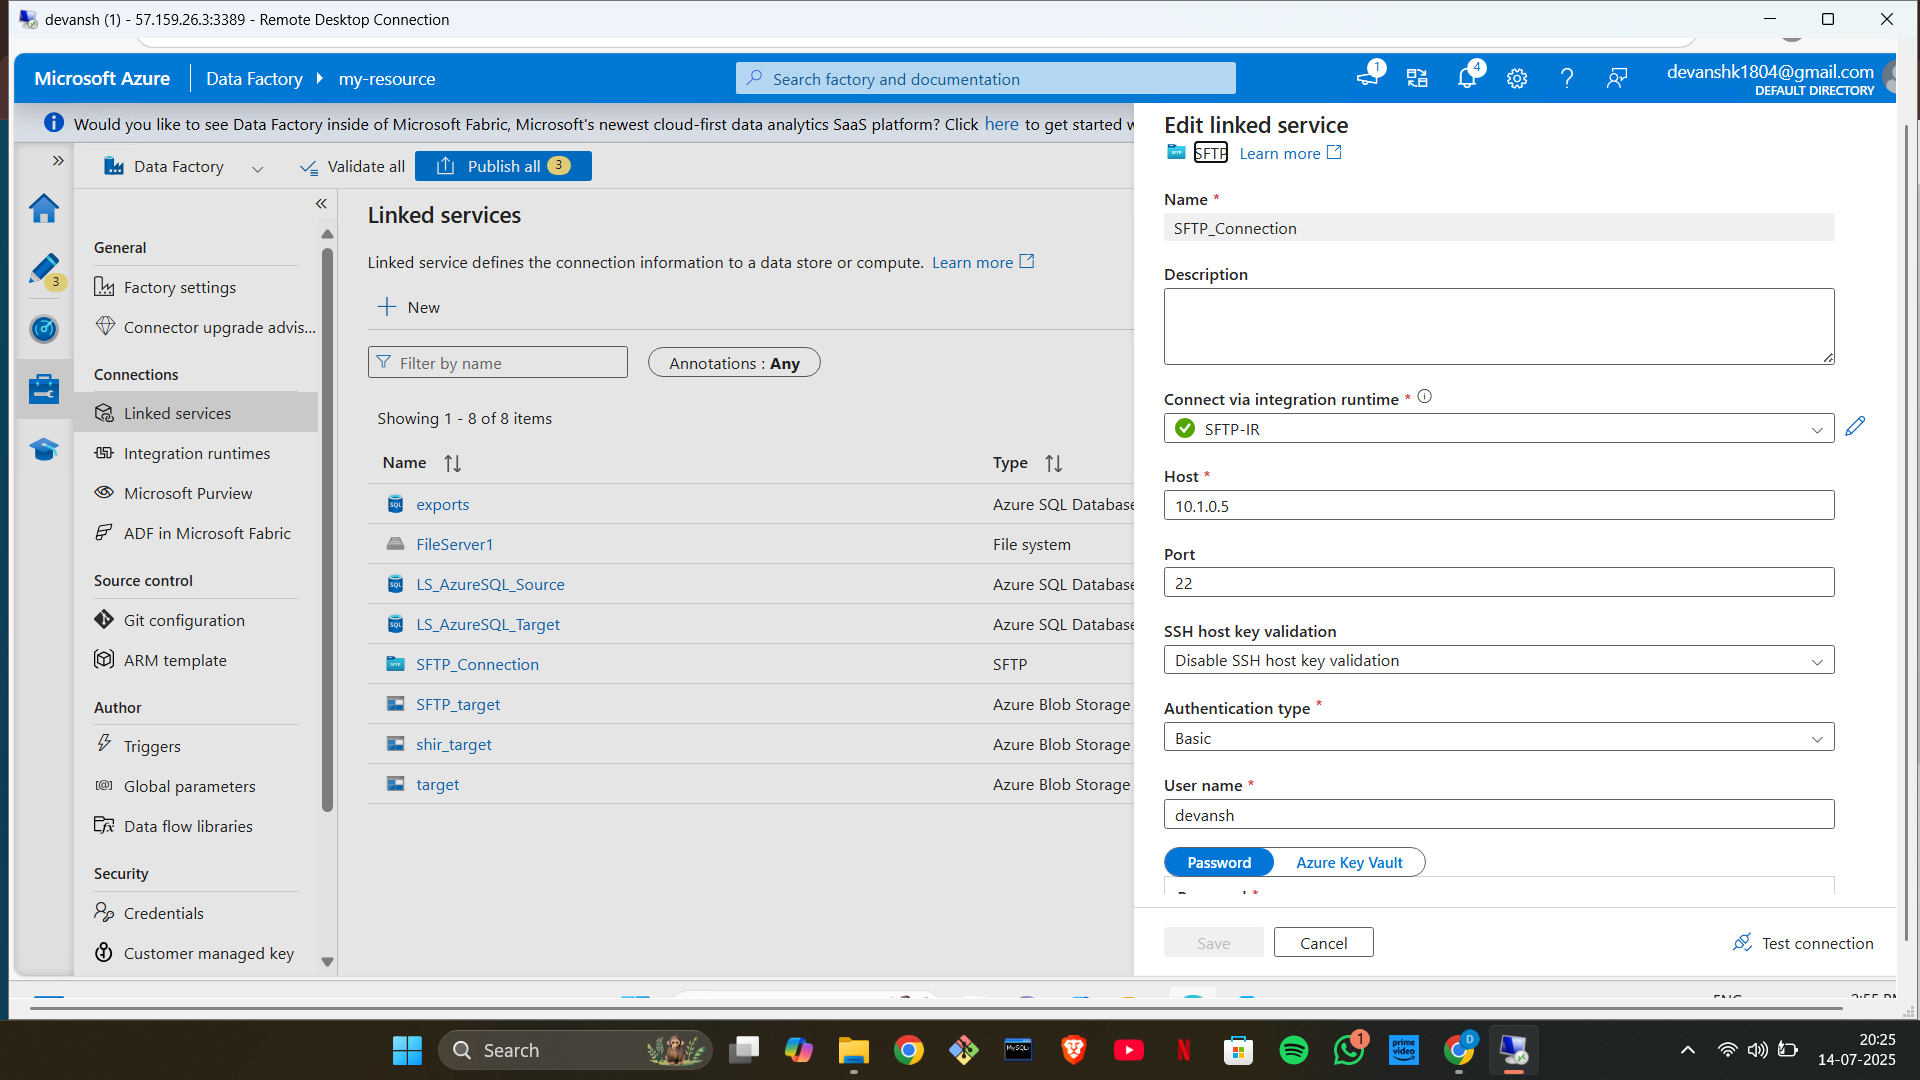 devansh (1) - 57.159.26.3:3389 - Remote Desktop Connection
Microsoft Azure
Data Factory
my-resource
Search factory and documentation
1
4
devanshk1804@gmail.com
DEFAULT DIRECTORY
Would you like to see Data Factory inside of Microsoft Fabric, Microsoft's newest cloud-first data analytics SaaS platform? Click here to get started
Data Factory
Validate all
Publish all 3
3
General
Factory settings
Connector upgrade advis...
Connections
Linked services
Integration runtimes
Microsoft Purview
ADF in Microsoft Fabric
Source control
Git configuration
ARM template
Author
Triggers
Global parameters
Data flow libraries
Security
Credentials
Customer managed key
Linked services
Linked service defines the connection information to a data store or compute. Learn more
New
Filter by name
Annotations : Any
Showing 1 - 8 of 8 items
Name Type
exports Azure SQL Database
FileServer1 File system
LS_AzureSQL_Source Azure SQL Database
LS_AzureSQL_Target Azure SQL Database
SFTP_Connection SFTP
SFTP_target Azure Blob Storage
shir_target Azure Blob Storage
target Azure Blob Storage
Edit linked service
SFTP Learn more
Name *
SFTP_Connection
Description
Connect via integration runtime *
SFTP-IR
Host *
10.1.0.5
Port
22
SSH host key validation
Disable SSH host key validation
Authentication type *
Basic
User name *
devansh
Password Azure Key Vault
Save Cancel Test connection
Search
MySQL
prime video
1
D
20:25
14-07-2025